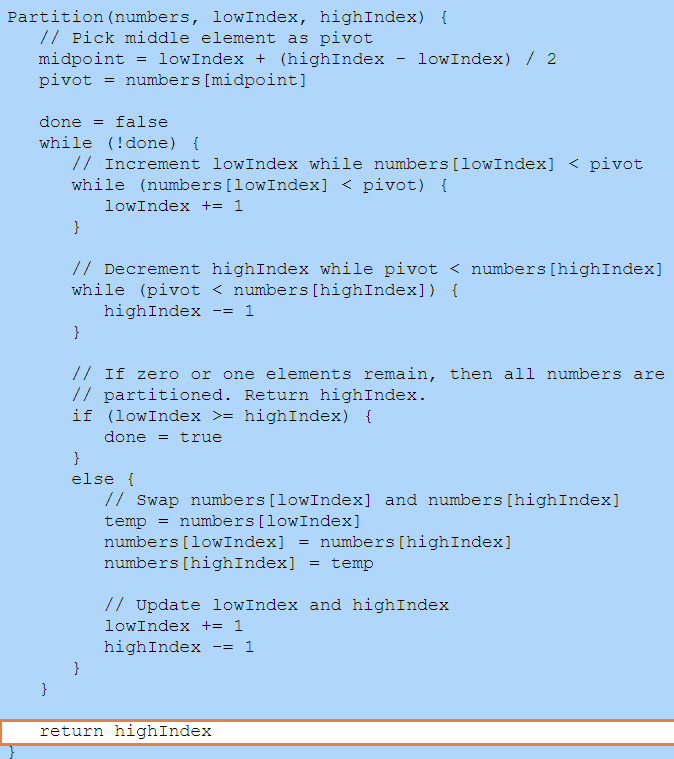 Partition(numbers, lowIndex, highIndex) {
   // Pick middle element as pivot
   midpoint = lowIndex + (highIndex - lowIndex) / 2
   pivot = numbers[midpoint]

   done = false
   while (!done) {
      // Increment lowIndex while numbers[lowIndex] < pivot
      while (numbers[lowIndex] < pivot) {
         lowIndex += 1
      }

      // Decrement highIndex while pivot < numbers[highIndex]
      while (pivot < numbers[highIndex]) {
         highIndex -= 1
      }

      // If zero or one elements remain, then all numbers are
      // partitioned. Return highIndex.
      if (lowIndex >= highIndex) {
         done = true
      }
      else {
         // Swap numbers[lowIndex] and numbers[highIndex]
         temp = numbers[lowIndex]
         numbers[lowIndex] = numbers[highIndex]
         numbers[highIndex] = temp

         // Update lowIndex and highIndex
         lowIndex += 1
         highIndex -= 1
      }
   }

   return highIndex
}